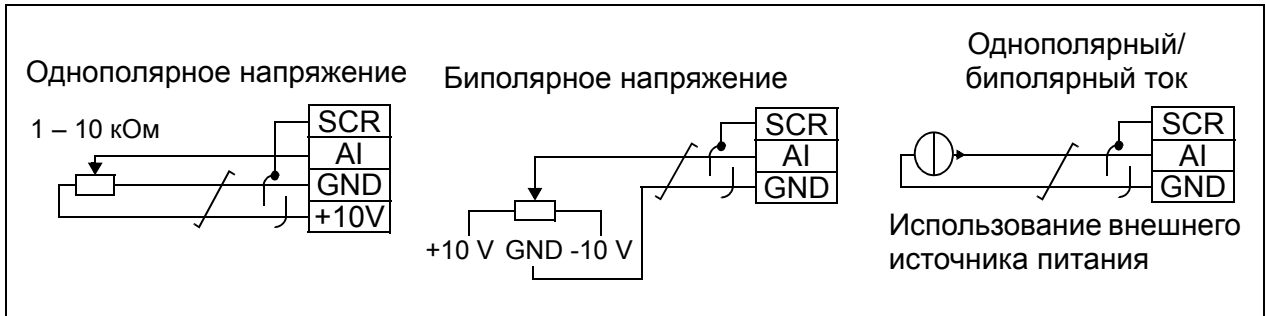 Однополярное напряжение
1 – 10 кОм
SCR
AI
GND
+10V
Биполярное напряжение
SCR
AI
GND
+10 V GND -10 V
Однополярный/
биполярный ток
SCR
AI
GND
Использование внешнего
источника питания